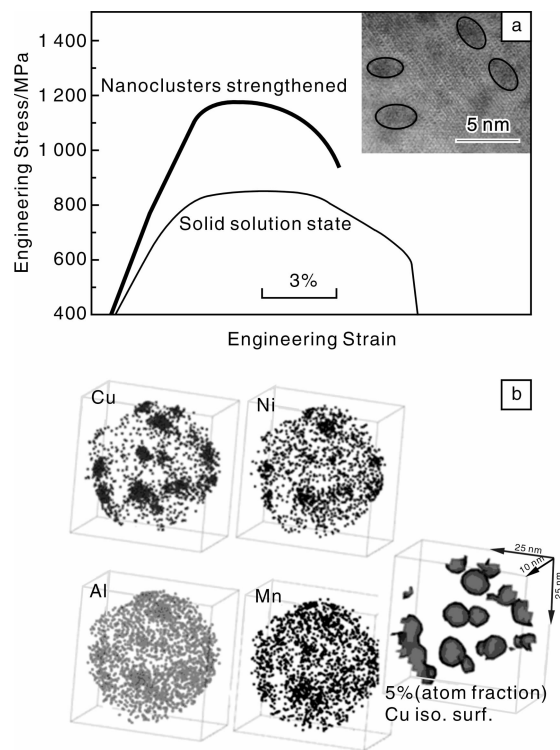 a
1 400
1 200
1 000
800
600
400
Engineering Stress/MPa
Nanoclusters strengthened
5 nm
Solid solution state
3%
Engineering Strain
b
Cu
Ni
Al
Mn
25 nm
10 nm
25 nm
5%(atom fraction)
Cu iso. surf.